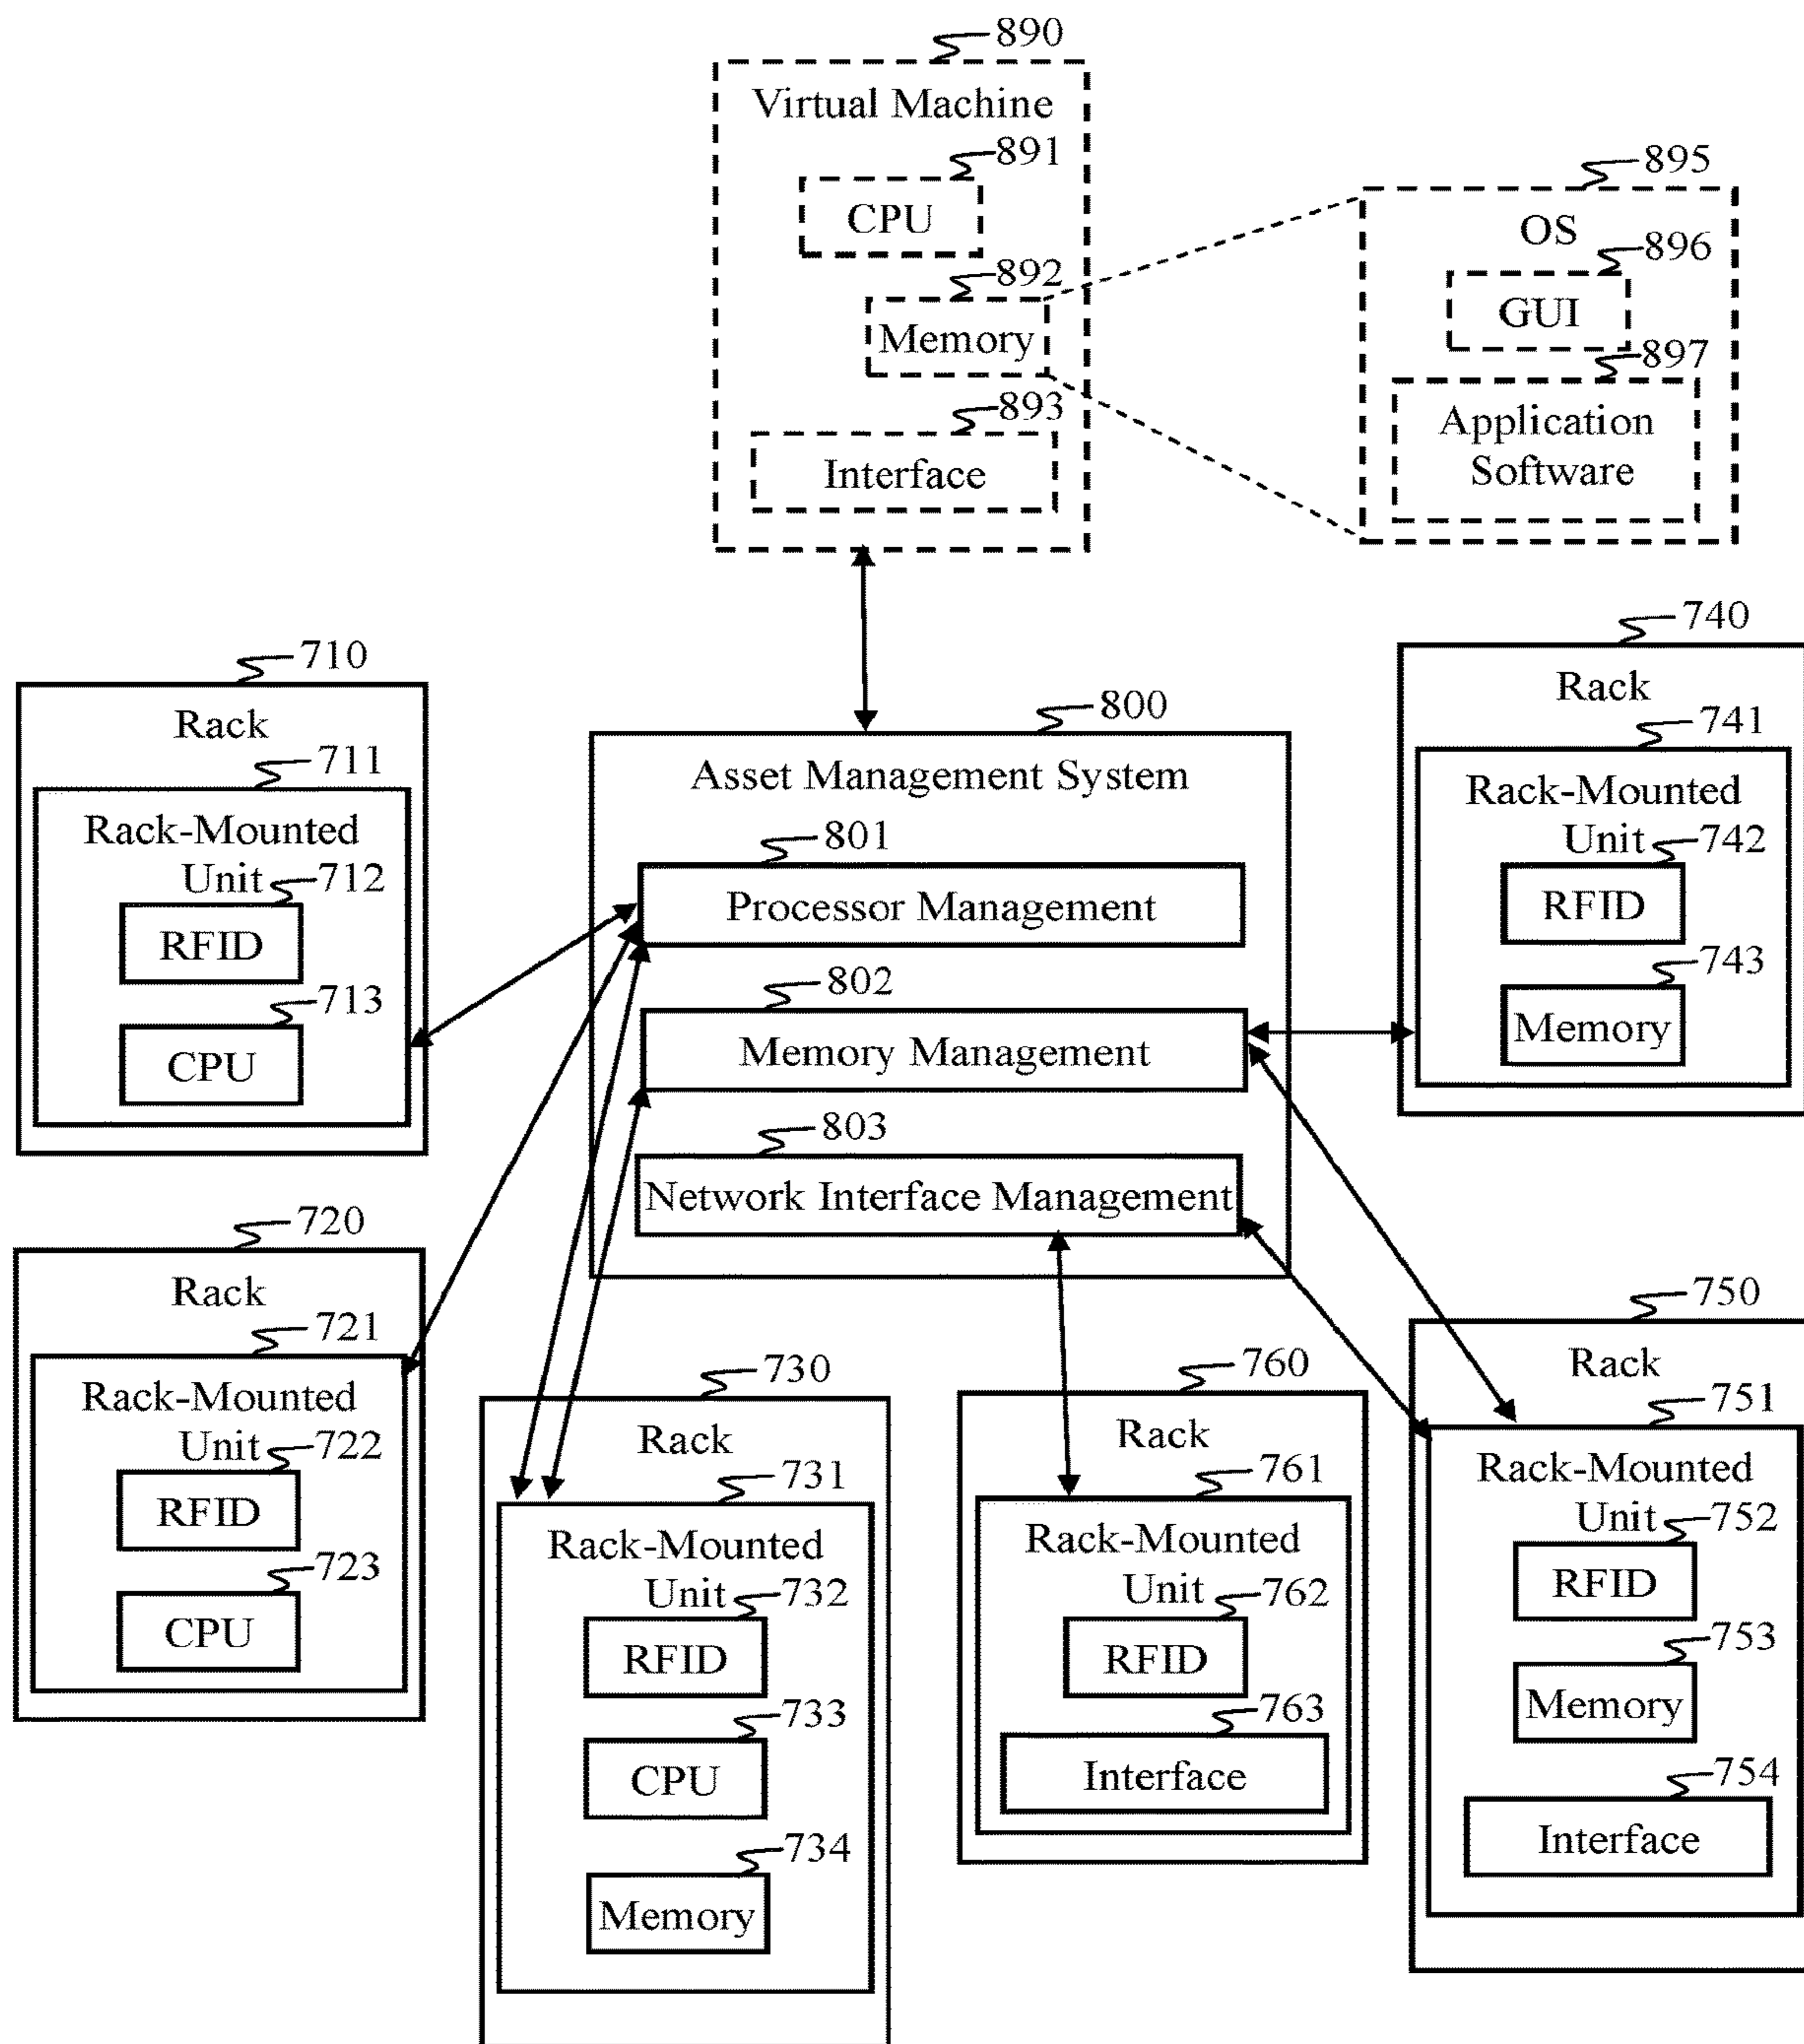 890
Virtual Machine
891
CPU
892
Memory
893
Interface
895
OS
896
GUI
897
Application
Software
710
Rack
711
Rack-Mounted
Unit 712
RFID
713
CPU
800
Asset Management System
801
Processor Management
802
Memory Management
803
Network Interface Management
740
Rack
741
Rack-Mounted
Unit 742
RFID
743
Memory
720
Rack
721
Rack-Mounted
Unit 722
RFID
723
CPU
730
Rack
731
Rack-Mounted
Unit 732
RFID
733
CPU
734
Memory
760
Rack
761
Rack-Mounted
Unit 762
RFID
763
Interface
750
Rack
751
Rack-Mounted
Unit 752
RFID
753
Memory
754
Interface